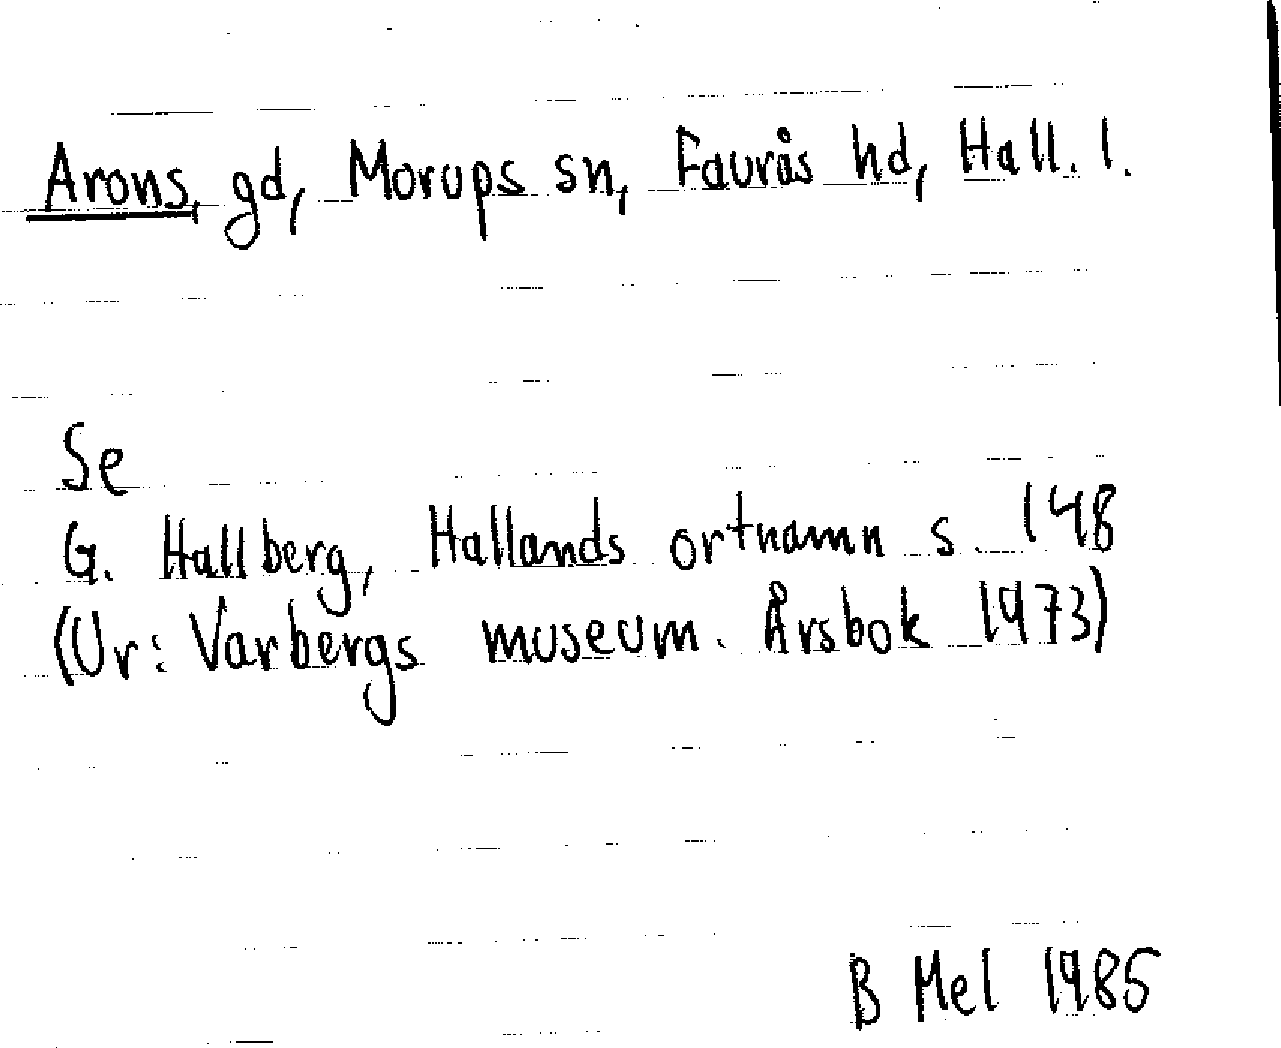 Arons, gd, Morups sn, Faurås hd, Hall. l.
Se
G. Hallberg, Hallands ortnamn s. 148
(Ur: Varbergs museum. Årsbok 1973)
B Mel 1985